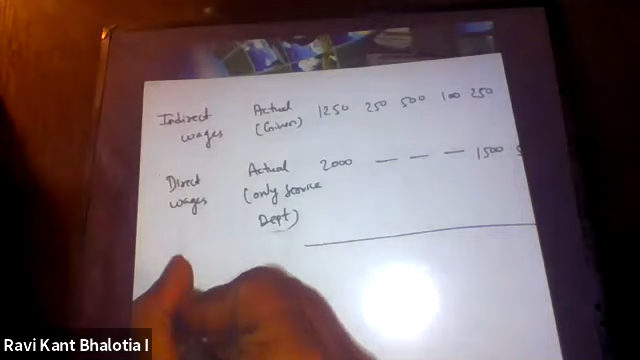 Indirect Actual 1250 250 500 100 250
wages (Given)
Direct Actual 2000 — — — 1500
wages (only service
Dept)
Ravi Kant Bhalotia I